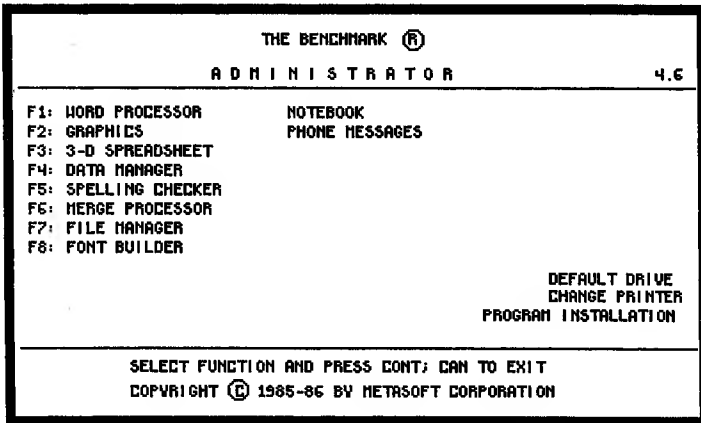 THE BENCHMARK ®
ADMINISTRATOR 4.6
F1: WORD PROCESSOR NOTEBOOK
F2: GRAPHICS PHONE MESSAGES
F3: 3-D SPREADSHEET
F4: DATA MANAGER
F5: SPELLING CHECKER
F6: MERGE PROCESSOR
F7: FILE MANAGER
F8: FONT BUILDER
DEFAULT DRIVE
CHANGE PRINTER
PROGRAM INSTALLATION
SELECT FUNCTION AND PRESS CONT; CAN TO EXIT
COPYRIGHT © 1985-86 BY METASOFT CORPORATION